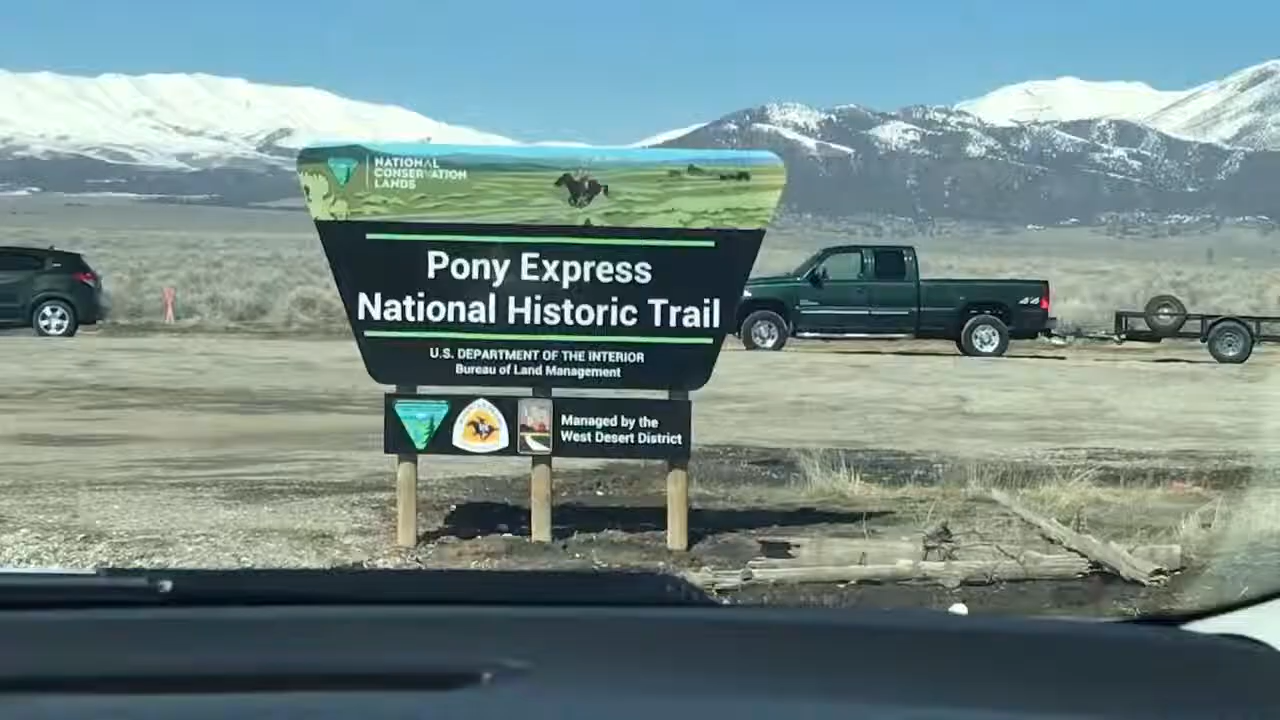 NATIONAL
CONSERVATION
LANDS
Pony Express
National Historic Trail
U.S. DEPARTMENT OF THE INTERIOR
Bureau of Land Management
Managed by the
West Desert District